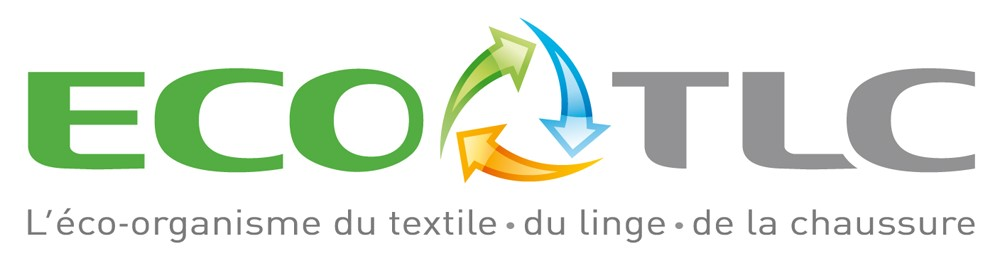 ECO TLC
L'éco-organisme du textile • du linge • de la chaussure